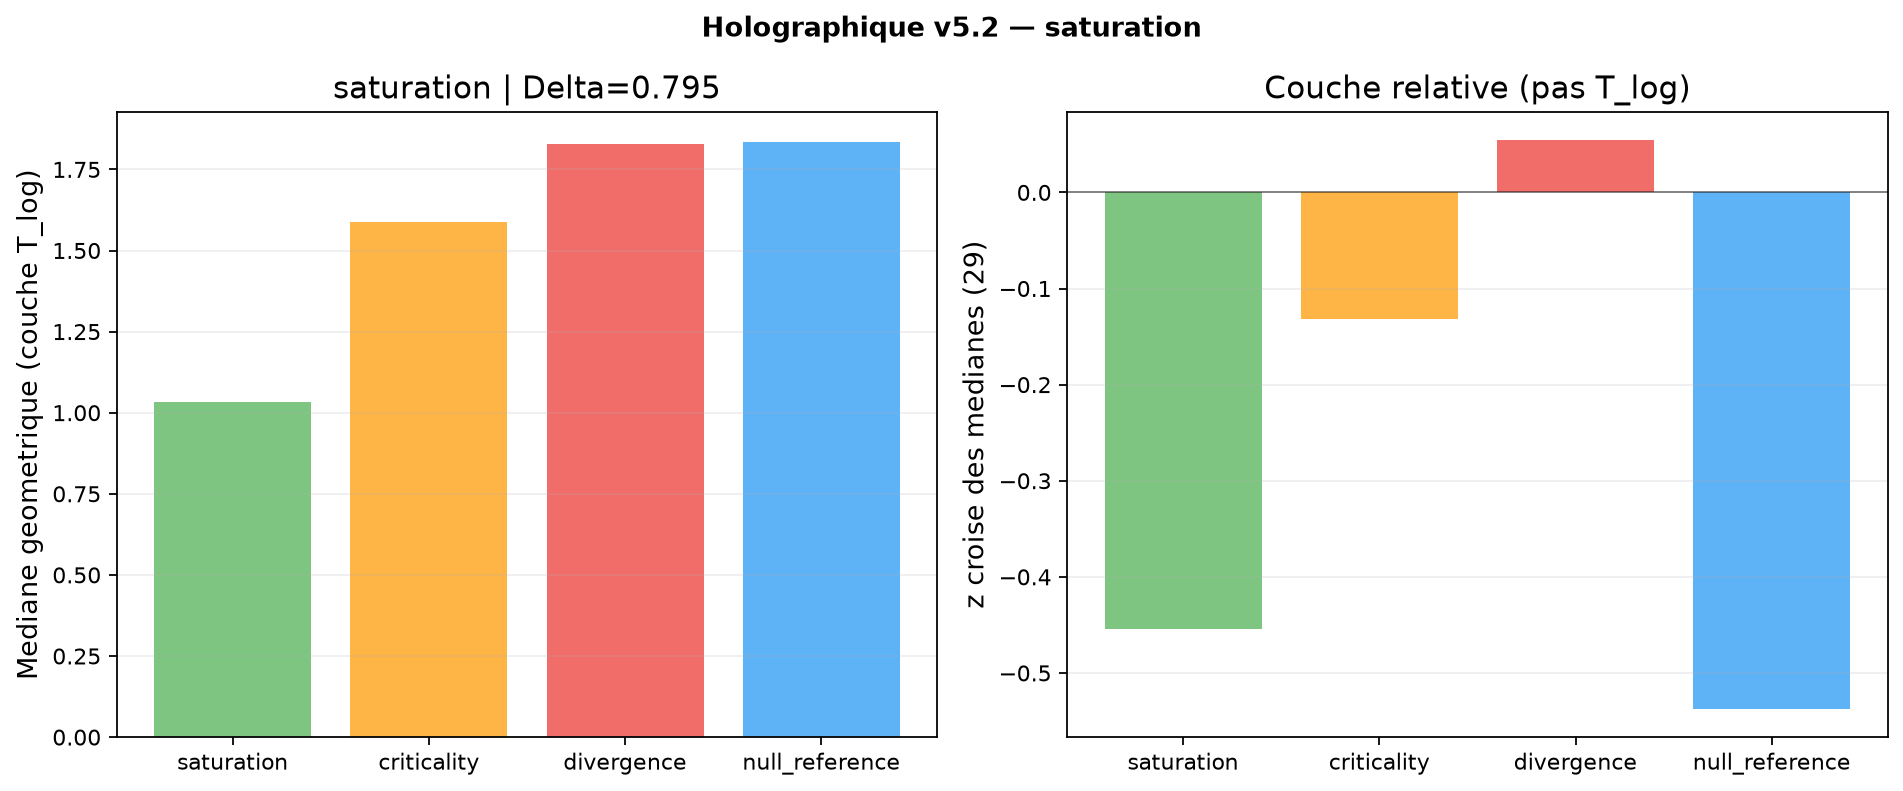 Holographique v5.2 — saturation
saturation | Delta=0.795
Mediane geometrique (couche T_log)
1.75
1.50
1.25
1.00
0.75
0.50
0.25
0.00
saturation
criticality
divergence
null_reference
Couche relative (pas T_log)
z croise des medianes (29)
0.0
−0.1
−0.2
−0.3
−0.4
−0.5
saturation
criticality
divergence
null_reference